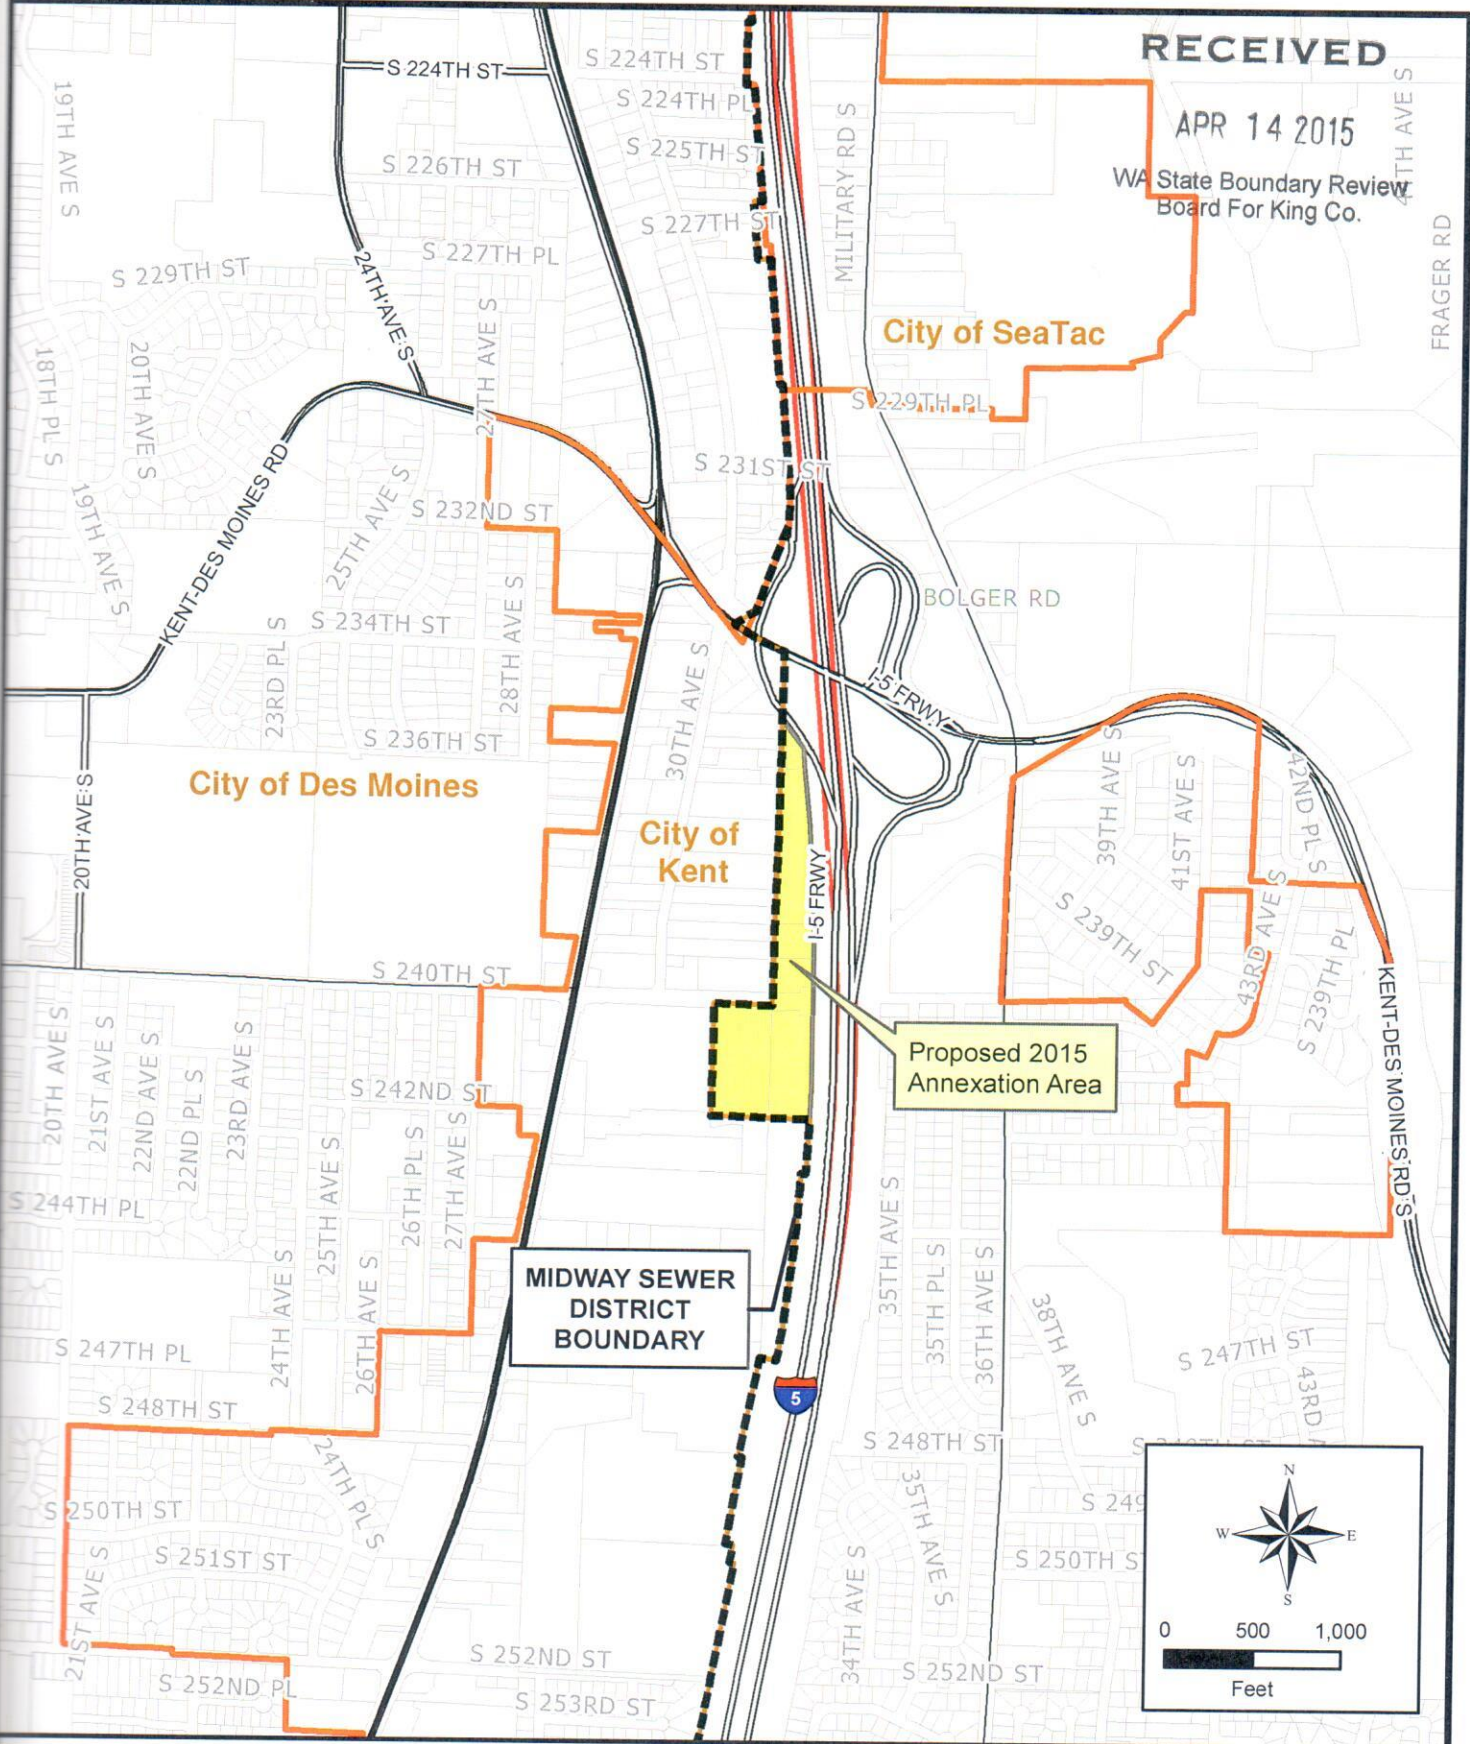 RECEIVED
APR 14 2015
WA State Boundary Review
Board For King Co.
S 224TH ST
S 224TH ST
S 224TH PL
S 225TH ST
S 226TH ST
S 227TH ST
S 227TH PL
S 229TH ST
19TH AVE S
24TH AVE S
27TH AVE S
MILITARY RD S
FRAGER RD
City of SeaTac
S 229TH PL
18TH PL S
20TH AVE S
19TH AVE S
KENT-DES MOINES RD
25TH AVE S
S 231ST ST
S 232ND ST
S 234TH ST
23RD PL S
28TH AVE S
S 236TH ST
30TH AVE S
BOLGER RD
I-5 FRWY
City of Des Moines
City of
Kent
I-5 FRWY
20TH AVE S
39TH AVE S
41ST AVE S
42ND PL S
S 239TH ST
43RD AVE S
S 239TH PL
KENT-DES MOINES RD S
S 240TH ST
Proposed 2015
Annexation Area
20TH AVE S
21ST AVE S
22ND AVE S
22ND PL S
23RD AVE S
S 242ND ST
25TH AVE S
26TH PL S
27TH AVE S
S 244TH PL
24TH AVE S
26TH AVE S
MIDWAY SEWER
DISTRICT
BOUNDARY
35TH AVE S
35TH PL S
36TH AVE S
38TH AVE S
S 247TH ST
43RD
S 247TH PL
S 248TH ST
5
S 248TH ST
24TH PL S
S 250TH ST
S 251ST ST
21ST AVE S
35TH AVE S
34TH AVE S
S 249
S 250TH S
S 252ND ST
S 252ND ST
S 252ND PL
S 253RD ST
N
W
E
S
0 500 1,000
Feet